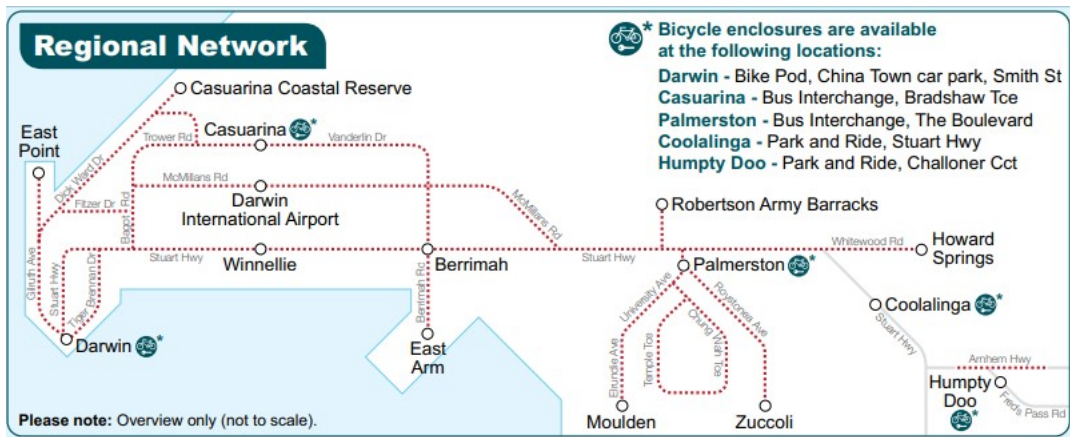 Regional Network
* Bicycle enclosures are available
at the following locations:
Darwin - Bike Pod, China Town car park, Smith St
Casuarina - Bus Interchange, Bradshaw Tce
Palmerston - Bus Interchange, The Boulevard
Coolalinga - Park and Ride, Stuart Hwy
Humpty Doo - Park and Ride, Challoner Cct
Casuarina Coastal Reserve
East
Point
Casuarina *
Trower Rd
Vanderlin Dr
Dick Ward Dr
McMillans Rd
Darwin
International Airport
McMillans Rd
Fitzer Dr
Bagot Rd
Robertson Army Barracks
Gilruth Ave
Stuart Hwy
Tiger Brennan Dr
Stuart Hwy
Winnellie
Berrimah
Stuart Hwy
Whitewood Rd
Howard
Springs
Palmerston *
Berrimah Rd
University Ave
Roystonea Ave
Coolalinga *
Stuart Hwy
Darwin *
East
Arm
Elrundie Ave
Temple Tce
Chung Wah Tce
Arnhem Hwy
Humpty
Doo
*
Freds Pass Rd
Moulden
Zuccoli
Please note: Overview only (not to scale).